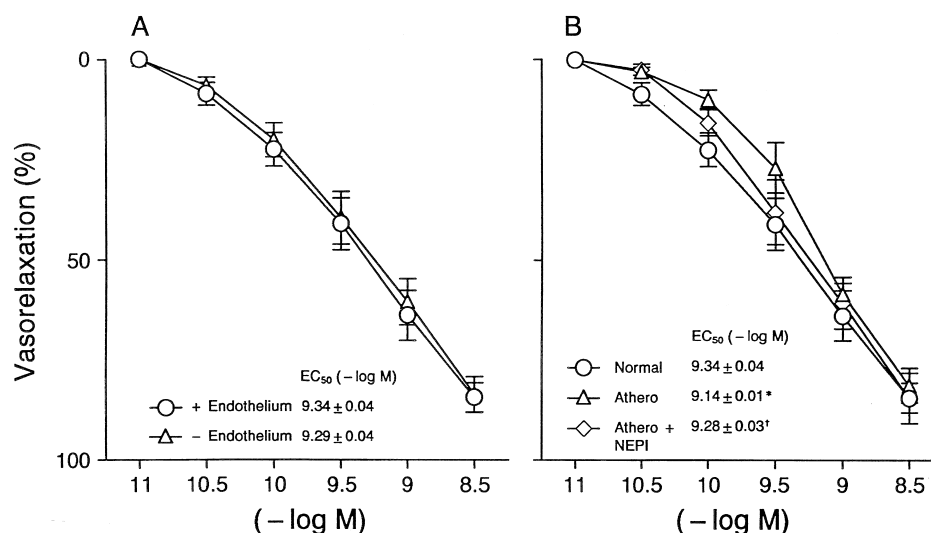 A
B
Vasorelaxation (%)
0
50
100
EC₅₀ (−log M)
+ Endothelium 9.34±0.04
− Endothelium 9.29±0.04
11 10.5 10 9.5 9 8.5
(−log M)
EC₅₀ (−log M)
Normal 9.34±0.04
Athero 9.14±0.01*
Athero + 9.28±0.03†
NEPI
11 10.5 10 9.5 9 8.5
(−log M)